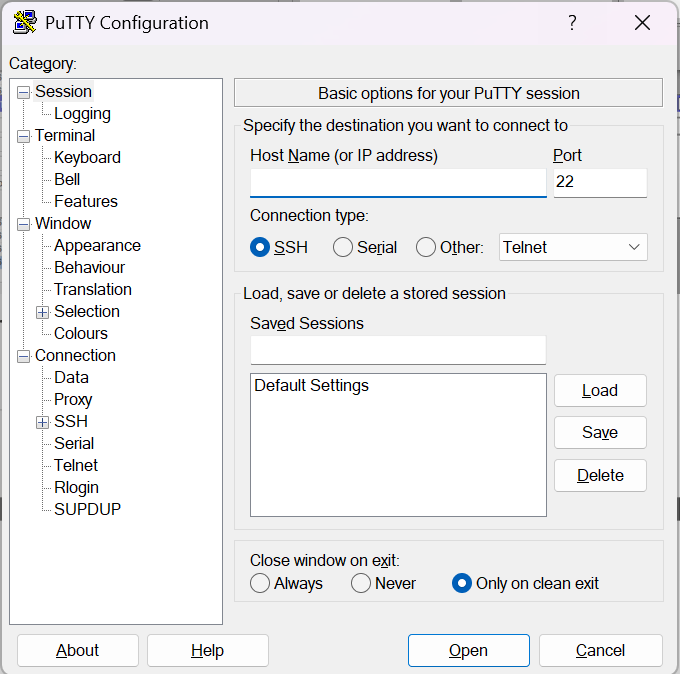 PuTTY Configuration ?
Category:
Session
Logging
Terminal
Keyboard
Bell
Features
Window
Appearance
Behaviour
Translation
Selection
Colours
Connection
Data
Proxy
SSH
Serial
Telnet
Rlogin
SUPDUP
Basic options for your PuTTY session
Specify the destination you want to connect to
Host Name (or IP address) Port
22
Connection type:
SSH Serial Other: Telnet
Load, save or delete a stored session
Saved Sessions
Default Settings
Load
Save
Delete
Close window on exit:
Always Never Only on clean exit
About Help Open Cancel